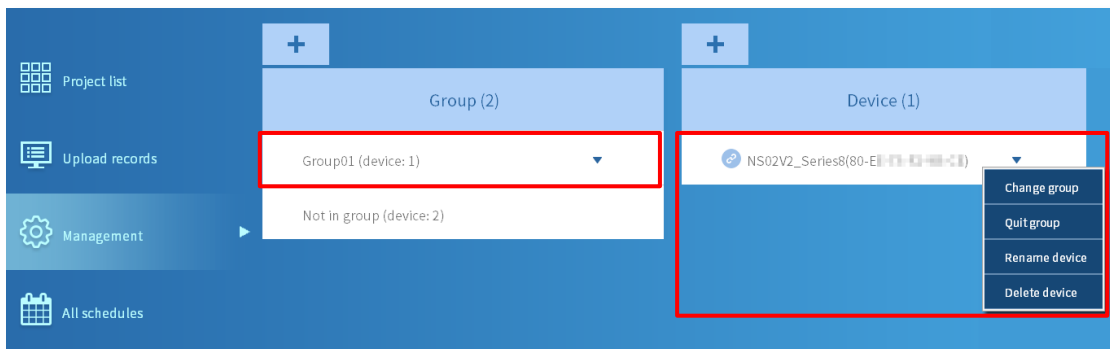 Project list
Upload records
Management
All schedules
+
Group (2)
Group01 (device: 1)
Not in group (device: 2)
+
Device (1)
NS02V2_Series8(80-E
Change group
Quit group
Rename device
Delete device